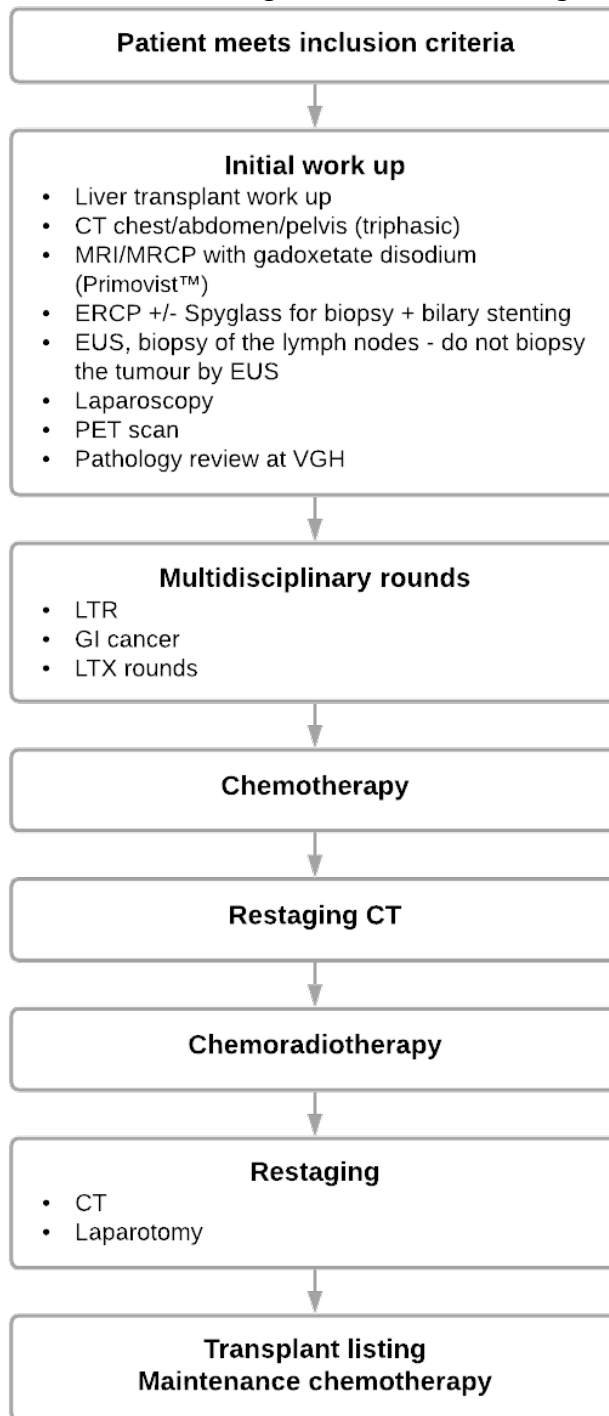 Patient meets inclusion criteria
Initial work up
• Liver transplant work up
• CT chest/abdomen/pelvis (triphasic)
• MRI/MRCP with gadoxetate disodium
(Primovist™)
• ERCP +/- Spyglass for biopsy + bilary stenting
• EUS, biopsy of the lymph nodes - do not biopsy
the tumour by EUS
• Laparoscopy
• PET scan
• Pathology review at VGH
Multidisciplinary rounds
• LTR
• GI cancer
• LTX rounds
Chemotherapy
Restaging CT
Chemoradiotherapy
Restaging
• CT
• Laparotomy
Transplant listing
Maintenance chemotherapy